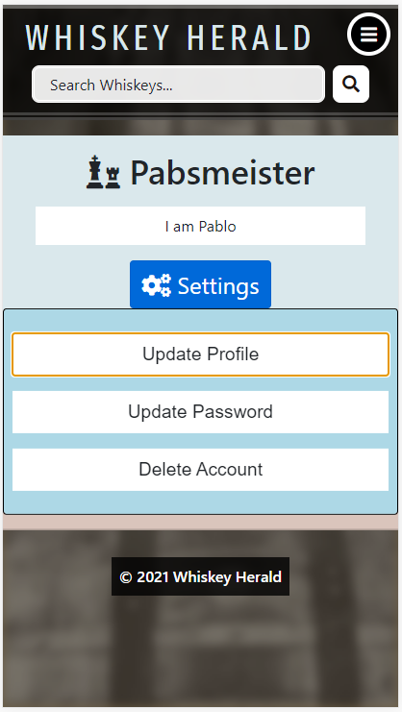 WHISKEY HERALD
Search Whiskeys...
Pabsmeister
I am Pablo
Settings
Update Profile
Update Password
Delete Account
© 2021 Whiskey Herald